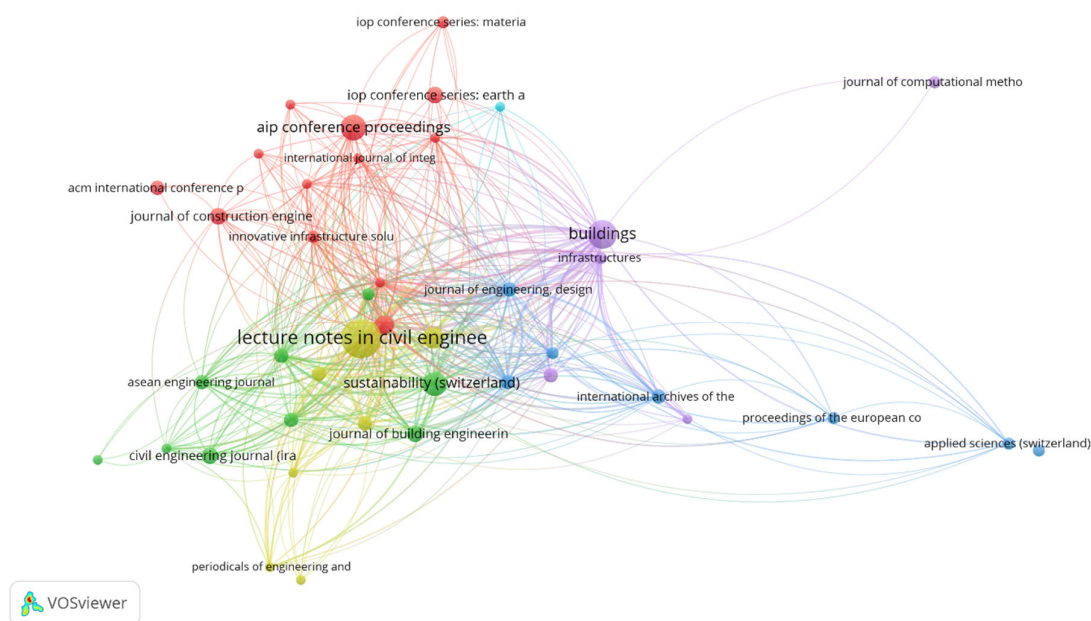 iop conference series: materia
journal of computational metho
iop conference series: earth a
aip conference proceedings
international journal of integ
acm international conference p
journal of construction engine
innovative infrastructure solu
buildings
infrastructures
journal of engineering, design
lecture notes in civil enginee
asean engineering journal
sustainability (switzerland)
international archives of the
proceedings of the european co
journal of building engineerin
applied sciences (switzerland)
civil engineering journal (ira
periodicals of engineering and
VOSviewer